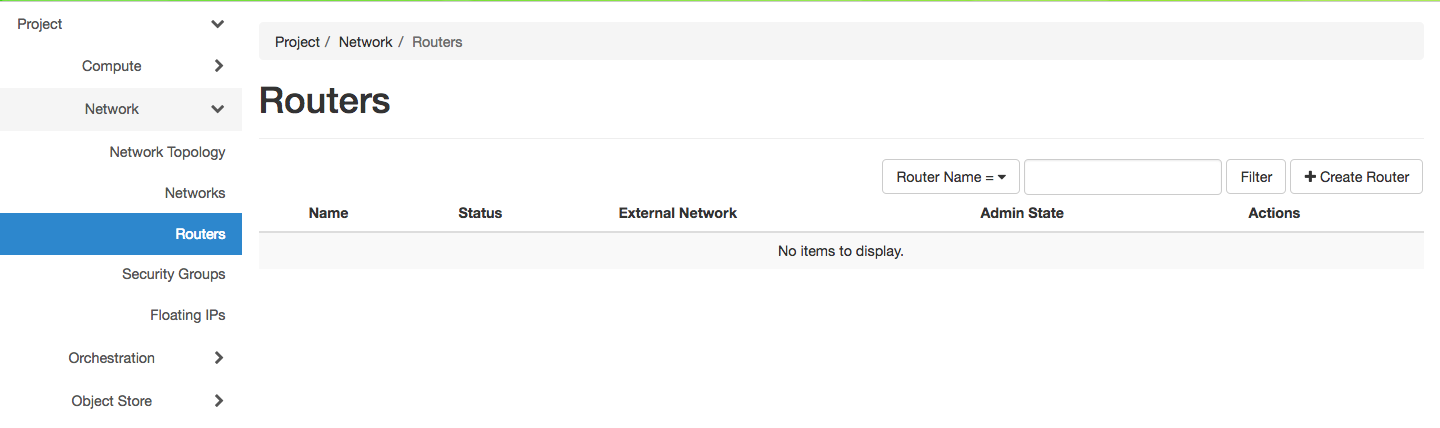 Project
Compute
Network
Network Topology
Networks
Routers
Security Groups
Floating IPs
Orchestration
Object Store
Project / Network / Routers
Routers
Router Name = Filter Create Router
Name Status External Network Admin State Actions
No items to display.